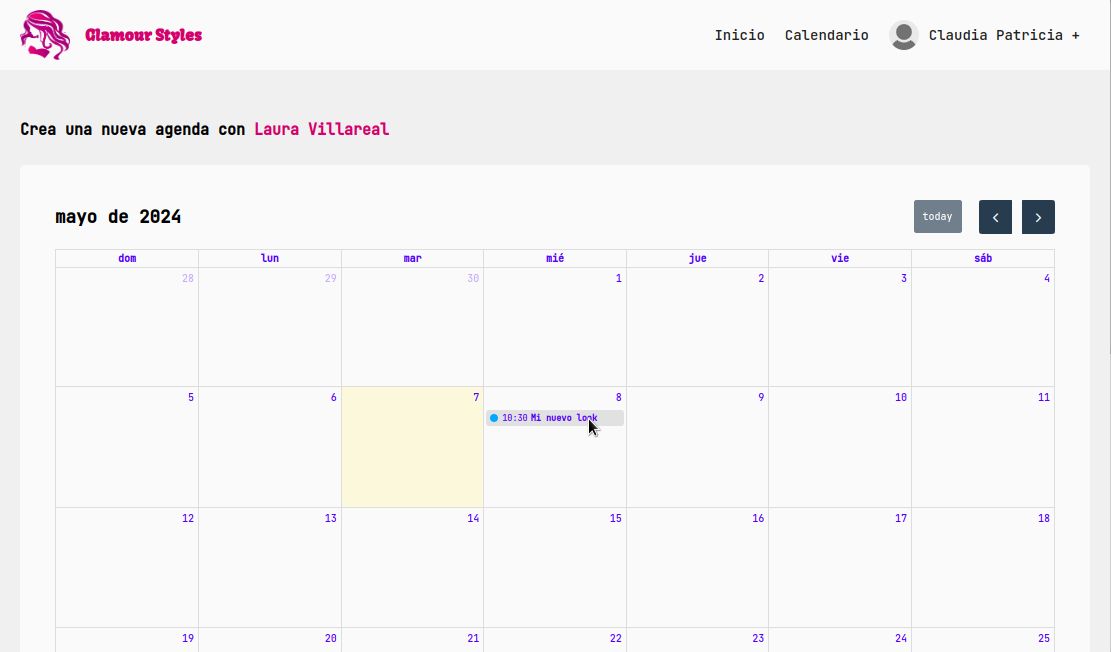 Glamour Styles
Inicio Calendario Claudia Patricia +
Crea una nueva agenda con Laura Villareal
mayo de 2024
today
dom lun mar mié jue vie sáb
28 29 30 1 2 3 4
5 6 7 8 9 10 11
10:30 Mi nuevo look
12 13 14 15 16 17 18
19 20 21 22 23 24 25